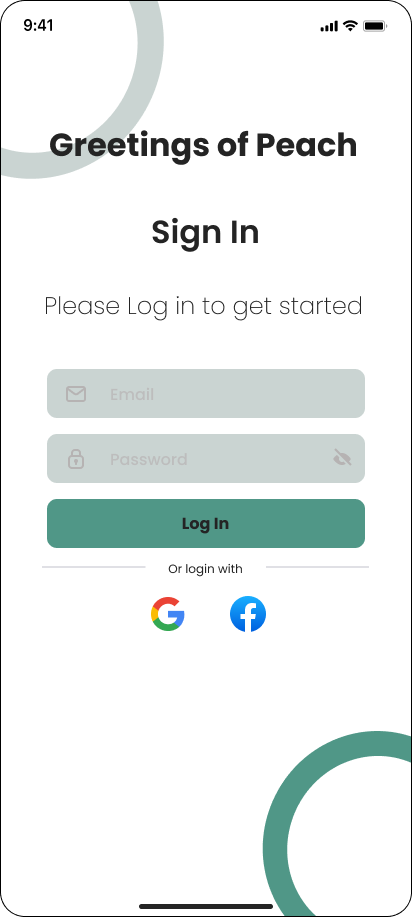 9:41
Greetings of Peach
Sign In
Please Log in to get started
Email
Password
Log In
Or login with